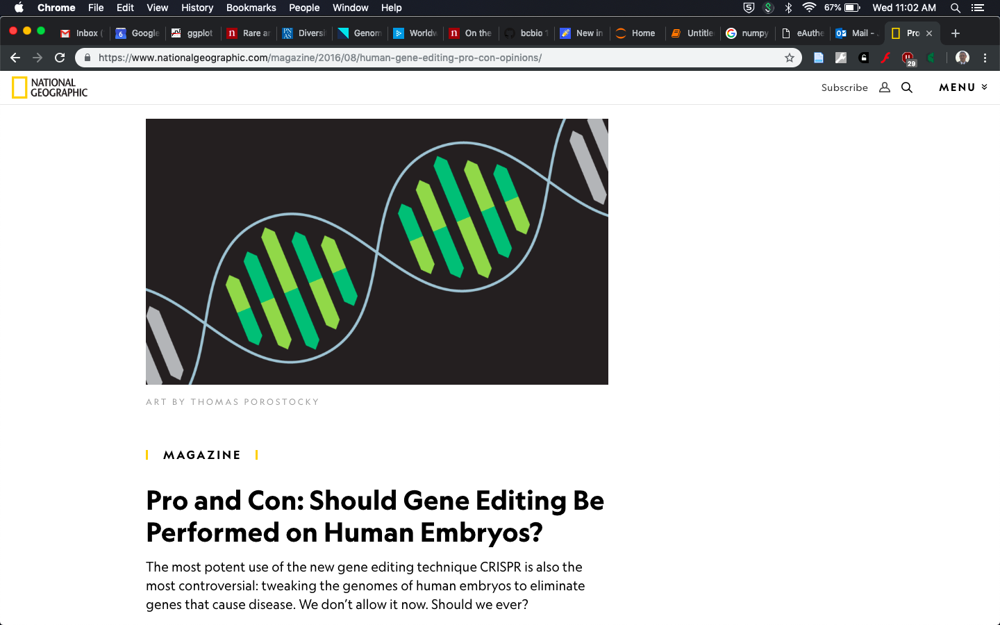 Chrome File Edit View History Bookmarks People Window Help 67% Wed 11:02 AM
Inbox ( Google ggplot Rare ar Diversi Genom Worldw On the bcbio New in Home Untitle numpy eAuthe Mail - Pro
https://www.nationalgeographic.com/magazine/2016/08/human-gene-editing-pro-con-opinions/ 29
NATIONAL GEOGRAPHIC
Subscribe MENU
ART BY THOMAS POROSTOCKY
MAGAZINE
Pro and Con: Should Gene Editing Be
Performed on Human Embryos?
The most potent use of the new gene editing technique CRISPR is also the
most controversial: tweaking the genomes of human embryos to eliminate
genes that cause disease. We don't allow it now. Should we ever?